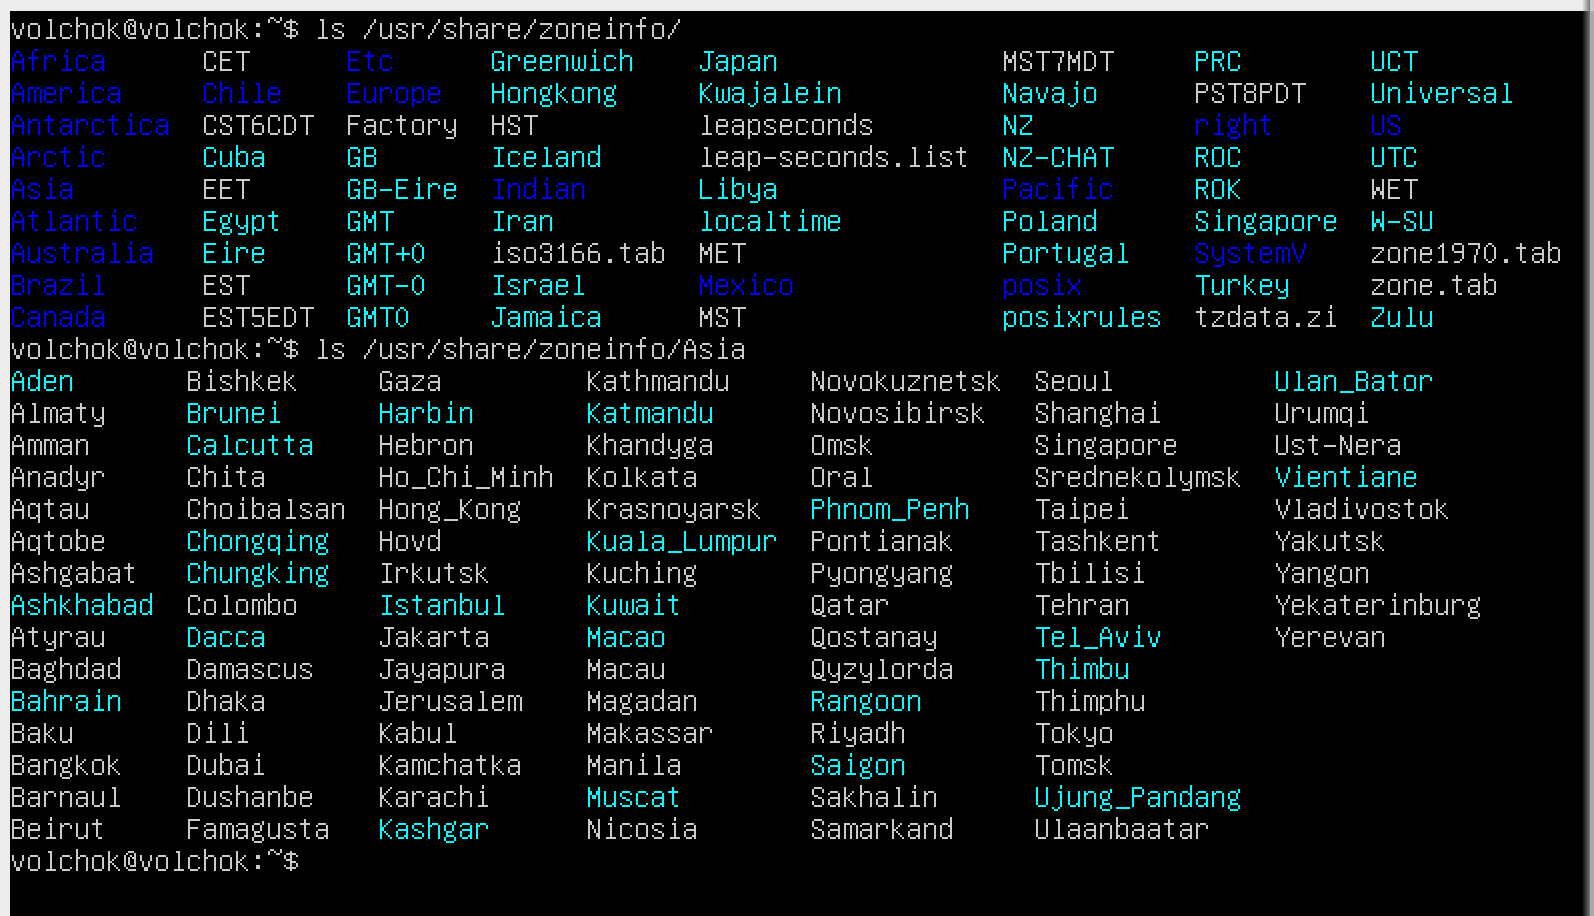 volchok@volchok:~$ ls /usr/share/zoneinfo/
Africa CET Etc Greenwich Japan MST7MDT PRC UCT
America Chile Europe Hongkong Kwajalein Navajo PST8PDT Universal
Antarctica CST6CDT Factory HST leapseconds NZ right US
Arctic Cuba GB Iceland leap-seconds.list NZ-CHAT ROC UTC
Asia EET GB-Eire Indian Libya Pacific ROK WET
Atlantic Egypt GMT Iran localtime Poland Singapore W-SU
Australia Eire GMT+0 iso3166.tab MET Portugal SystemV zone1970.tab
Brazil EST GMT-0 Israel Mexico posix Turkey zone.tab
Canada EST5EDT GMT0 Jamaica MST posixrules tzdata.zi Zulu
volchok@volchok:~$ ls /usr/share/zoneinfo/Asia
Aden Bishkek Gaza Kathmandu Novokuznetsk Seoul Ulan_Bator
Almaty Brunei Harbin Katmandu Novosibirsk Shanghai Urumqi
Amman Calcutta Hebron Khandyga Omsk Singapore Ust-Nera
Anadyr Chita Ho_Chi_Minh Kolkata Oral Srednekolymsk Vientiane
Aqtau Choibalsan Hong_Kong Krasnoyarsk Phnom_Penh Taipei Vladivostok
Aqtobe Chongqing Hovd Kuala_Lumpur Pontianak Tashkent Yakutsk
Ashgabat Chungking Irkutsk Kuching Pyongyang Tbilisi Yangon
Ashkhabad Colombo Istanbul Kuwait Qatar Tehran Yekaterinburg
Atyrau Dacca Jakarta Macao Qostanay Tel_Aviv Yerevan
Baghdad Damascus Jayapura Macau Qyzylorda Thimbu
Bahrain Dhaka Jerusalem Magadan Rangoon Thimphu
Baku Dili Kabul Makassar Riyadh Tokyo
Bangkok Dubai Kamchatka Manila Saigon Tomsk
Barnaul Dushanbe Karachi Muscat Sakhalin Ujung_Pandang
Beirut Famagusta Kashgar Nicosia Samarkand Ulaanbaatar
volchok@volchok:~$